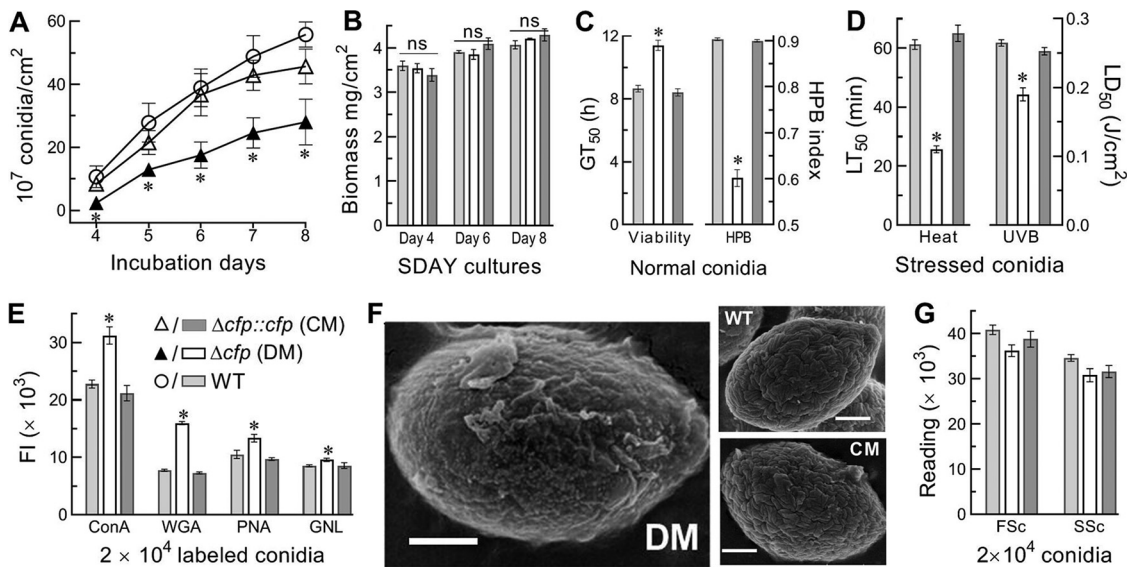 A
60
40
20
0
10⁷ conidia/cm²
* * * * *
4 5 6 7 8
Incubation days
B
ns ns ns
5
4
3
2
1
0
Biomass mg/cm²
Day 4 Day 6 Day 8
SDAY cultures
C
16
12
8
4
0
GT₅₀ (h)
*
*
0.9
0.8
0.7
0.6
0.5
HPB index
Viability HPB
Normal conidia
D
60
40
20
0
LT₅₀ (min)
*
*
0.3
0.2
0.1
0.0
LD₅₀ (J/cm²)
Heat UVB
Stressed conidia
E
30
20
10
0
FI (× 10³)
* * * *
△ / Δcfp::cfp (CM)
▲ / Δcfp (DM)
○ / WT
ConA WGA PNA GNL
2 × 10⁴ labeled conidia
F
DM
WT
CM
G
40
30
20
10
0
Reading (× 10³)
FSc SSc
2×10⁴ conidia